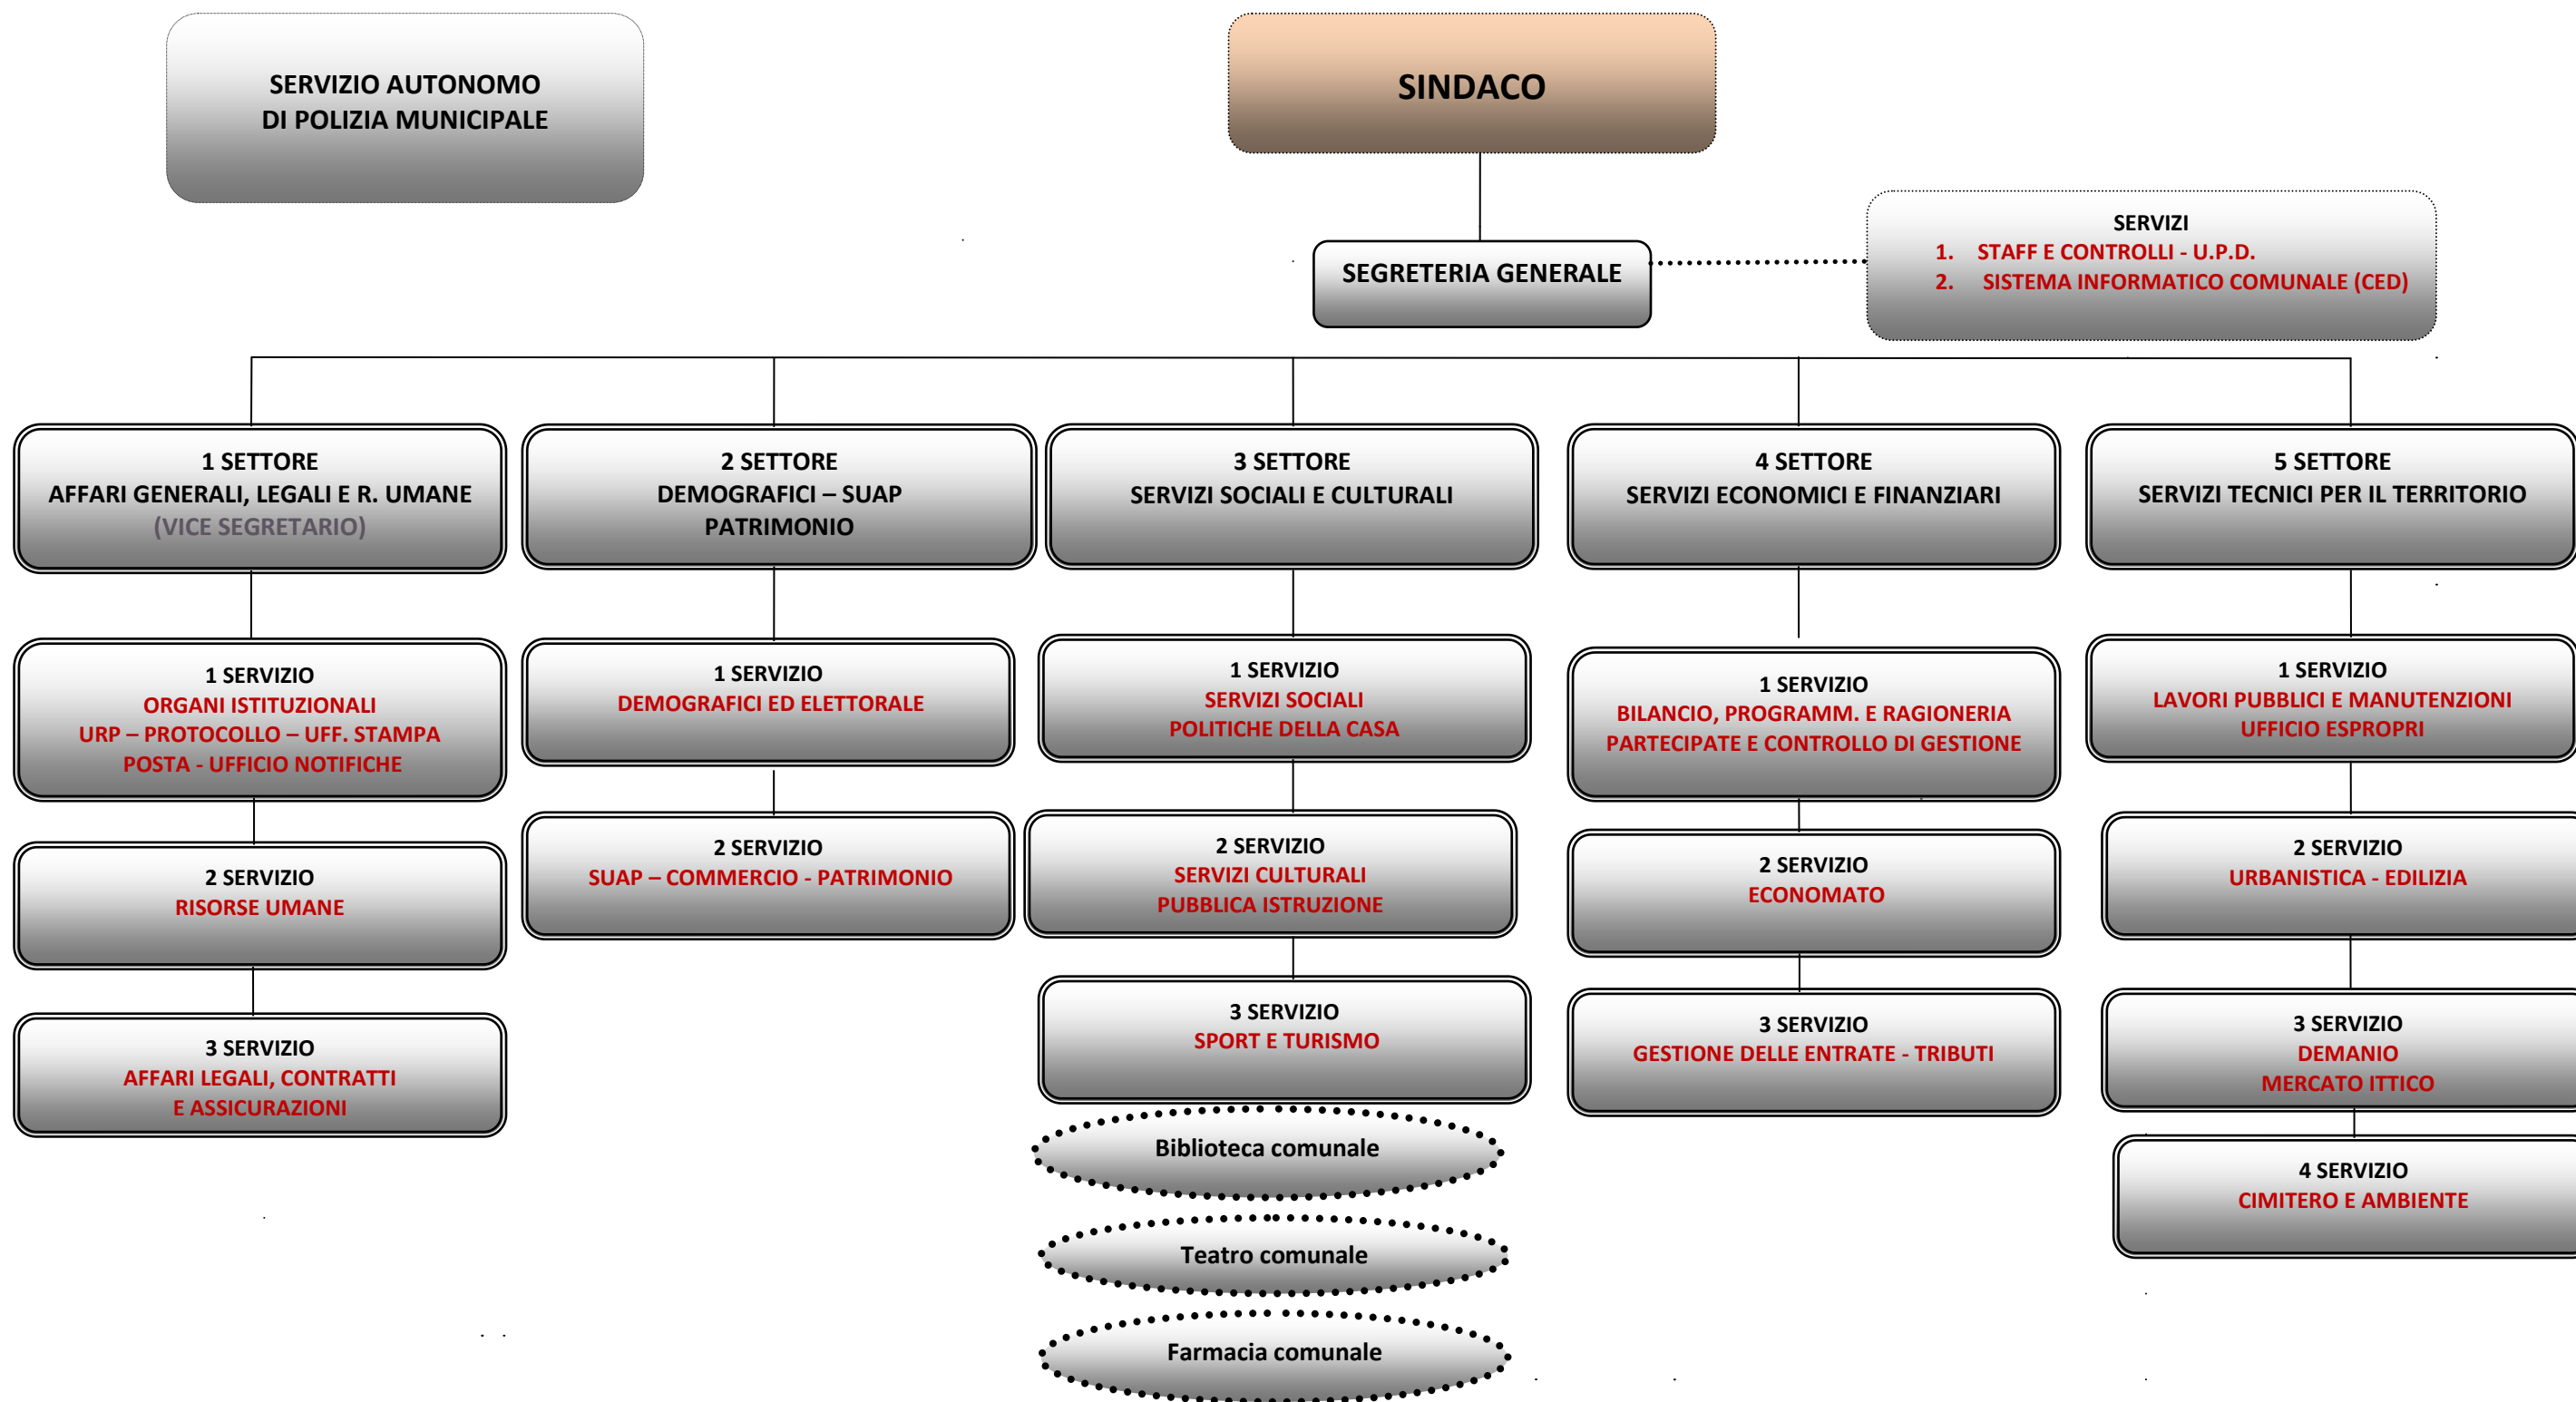 SERVIZIO AUTONOMO
DI POLIZIA MUNICIPALE
SINDACO
SEGRETERIA GENERALE
SERVIZI
1. STAFF E CONTROLLI - U.P.D.
2. SISTEMA INFORMATICO COMUNALE (CED)
1 SETTORE
AFFARI GENERALI, LEGALI E R. UMANE
(VICE SEGRETARIO)
2 SETTORE
DEMOGRAFICI – SUAP
PATRIMONIO
3 SETTORE
SERVIZI SOCIALI E CULTURALI
4 SETTORE
SERVIZI ECONOMICI E FINANZIARI
5 SETTORE
SERVIZI TECNICI PER IL TERRITORIO
1 SERVIZIO
ORGANI ISTITUZIONALI
URP – PROTOCOLLO – UFF. STAMPA
POSTA - UFFICIO NOTIFICHE
1 SERVIZIO
DEMOGRAFICI ED ELETTORALE
1 SERVIZIO
SERVIZI SOCIALI
POLITICHE DELLA CASA
1 SERVIZIO
BILANCIO, PROGRAMM. E RAGIONERIA
PARTECIPATE E CONTROLLO DI GESTIONE
1 SERVIZIO
LAVORI PUBBLICI E MANUTENZIONI
UFFICIO ESPROPRI
2 SERVIZIO
RISORSE UMANE
2 SERVIZIO
SUAP – COMMERCIO - PATRIMONIO
2 SERVIZIO
SERVIZI CULTURALI
PUBBLICA ISTRUZIONE
2 SERVIZIO
ECONOMATO
2 SERVIZIO
URBANISTICA - EDILIZIA
3 SERVIZIO
AFFARI LEGALI, CONTRATTI
E ASSICURAZIONI
3 SERVIZIO
SPORT E TURISMO
3 SERVIZIO
GESTIONE DELLE ENTRATE - TRIBUTI
3 SERVIZIO
DEMANIO
MERCATO ITTICO
4 SERVIZIO
CIMITERO E AMBIENTE
Biblioteca comunale
Teatro comunale
Farmacia comunale